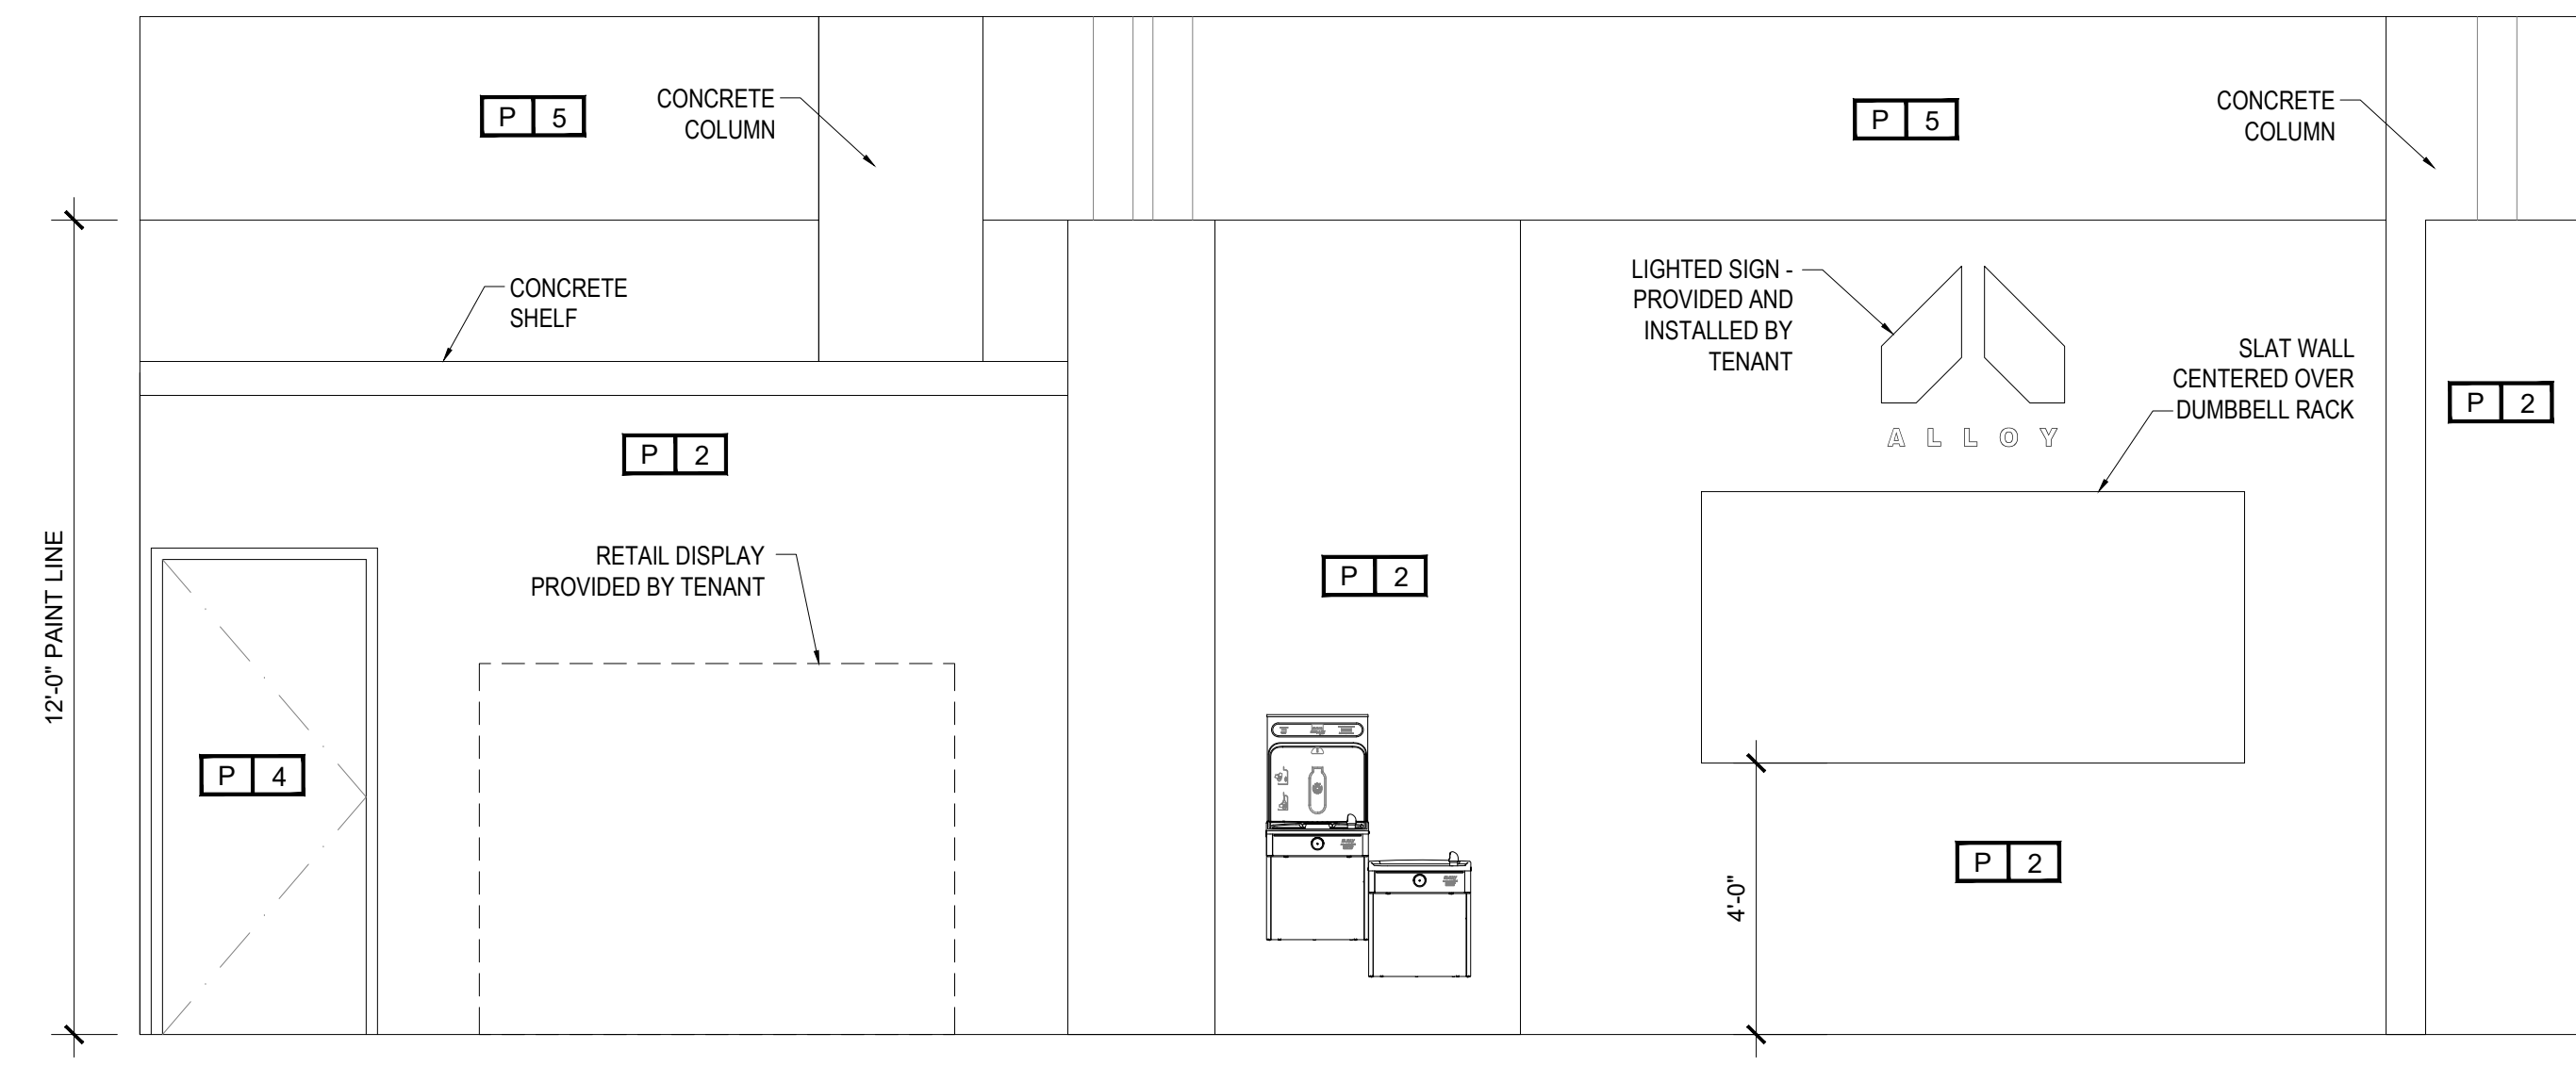 P 5
CONCRETE
COLUMN
P 5
CONCRETE
COLUMN
CONCRETE
SHELF
LIGHTED SIGN -
PROVIDED AND
INSTALLED BY
TENANT
ALLOY
SLAT WALL
CENTERED OVER
DUMBBELL RACK
P 2
P 2
12'-0" PAINT LINE
RETAIL DISPLAY
PROVIDED BY TENANT
P 2
P 4
4'-0"
P 2